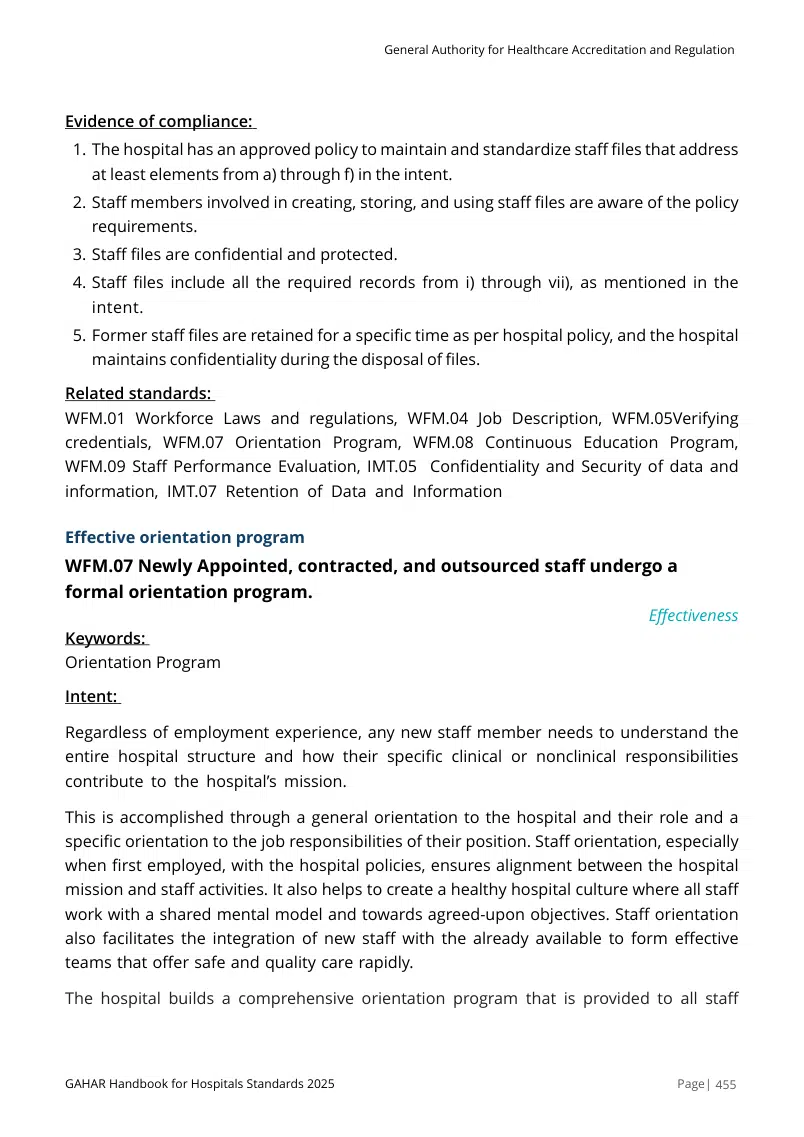 General Authority for Healthcare Accreditation and Regulation
Evidence of compliance:
1. The hospital has an approved policy to maintain and standardize staff files that address
at least elements from a) through f) in the intent.
2. Staff members involved in creating, storing, and using staff files are aware of the policy
requirements.
3. Staff files are confidential and protected.
4. Staff files include all the required records from i) through vii), as mentioned in the
intent.
5. Former staff files are retained for a specific time as per hospital policy, and the hospital
maintains confidentiality during the disposal of files.
Related standards:
WFM.01 Workforce Laws and regulations, WFM.04 Job Description, WFM.05Verifying
credentials, WFM.07 Orientation Program, WFM.08 Continuous Education Program,
WFM.09 Staff Performance Evaluation, IMT.05 Confidentiality and Security of data and
information, IMT.07 Retention of Data and Information
Effective orientation program
WFM.07 Newly Appointed, contracted, and outsourced staff undergo a
formal orientation program.
Effectiveness
Keywords:
Orientation Program
Intent:
Regardless of employment experience, any new staff member needs to understand the
entire hospital structure and how their specific clinical or nonclinical responsibilities
contribute to the hospital’s mission.
This is accomplished through a general orientation to the hospital and their role and a
specific orientation to the job responsibilities of their position. Staff orientation, especially
when first employed, with the hospital policies, ensures alignment between the hospital
mission and staff activities. It also helps to create a healthy hospital culture where all staff
work with a shared mental model and towards agreed-upon objectives. Staff orientation
also facilitates the integration of new staff with the already available to form effective
teams that offer safe and quality care rapidly.
The hospital builds a comprehensive orientation program that is provided to all staff
GAHAR Handbook for Hospitals Standards 2025
Page| 455